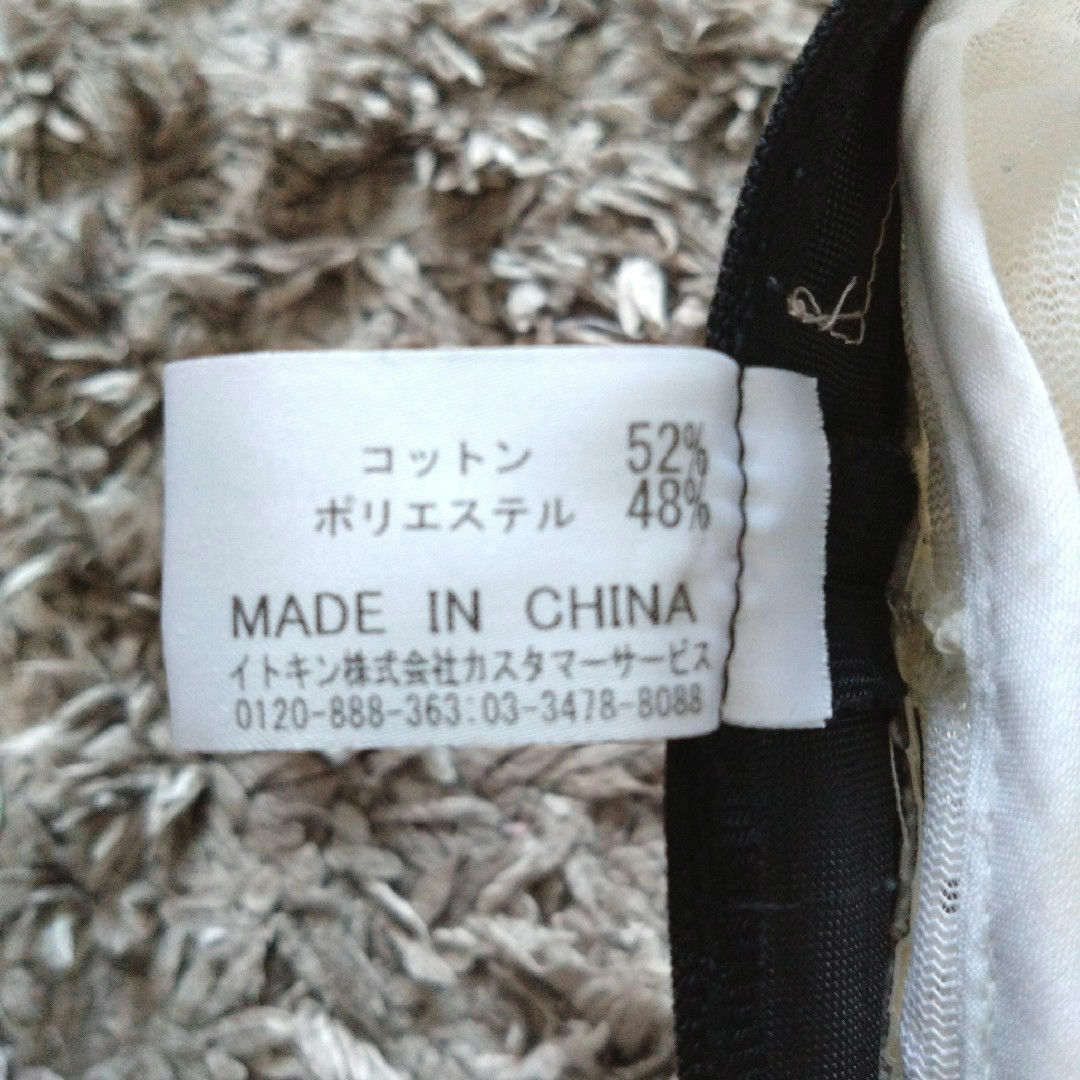 コットン 52%
ポリエステル 48%
MADE IN CHINA
イトキン株式会社カスタマーサービス
0120-888-363:03-3478-8088